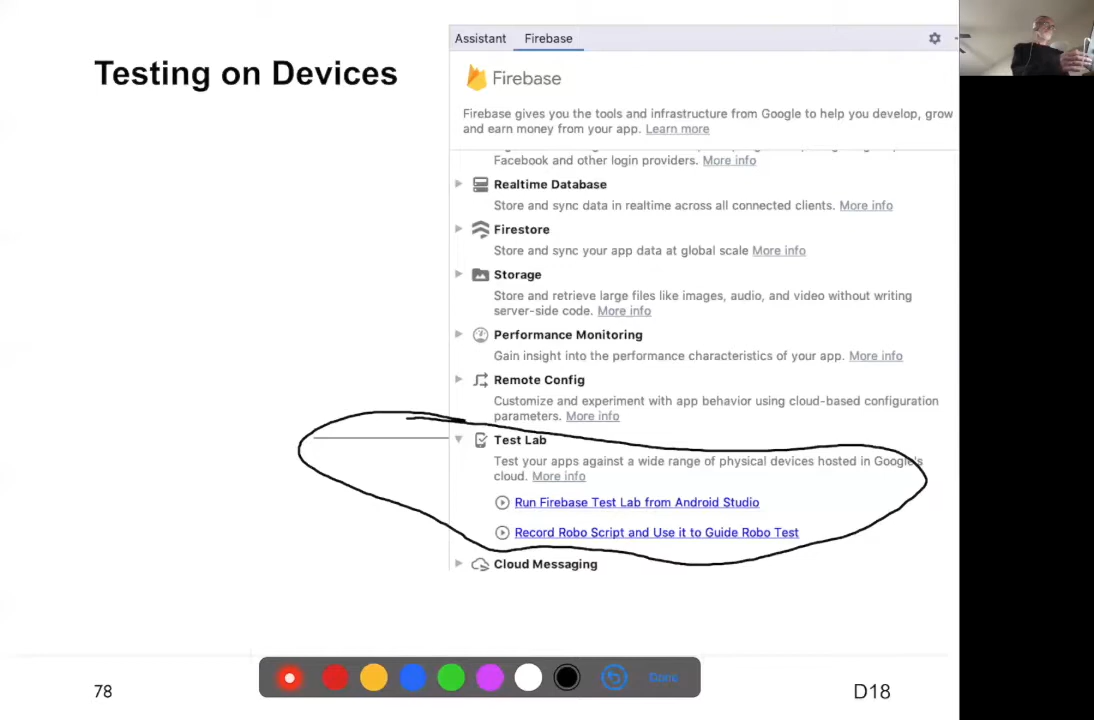 Testing on Devices
Assistant Firebase
Firebase
Firebase gives you the tools and infrastructure from Google to help you develop, grow
and earn money from your app. Learn more
Facebook and other login providers. More info
Realtime Database
Store and sync data in realtime across all connected clients. More info
Firestore
Store and sync your app data at global scale More info
Storage
Store and retrieve large files like images, audio, and video without writing
server-side code. More info
Performance Monitoring
Gain insight into the performance characteristics of your app. More info
Remote Config
Customize and experiment with app behavior using cloud-based configuration
parameters. More info
Test Lab
Test your apps against a wide range of physical devices hosted in Google's
cloud. More info
Run Firebase Test Lab from Android Studio
Record Robo Script and Use it to Guide Robo Test
Cloud Messaging
78
Done
D18